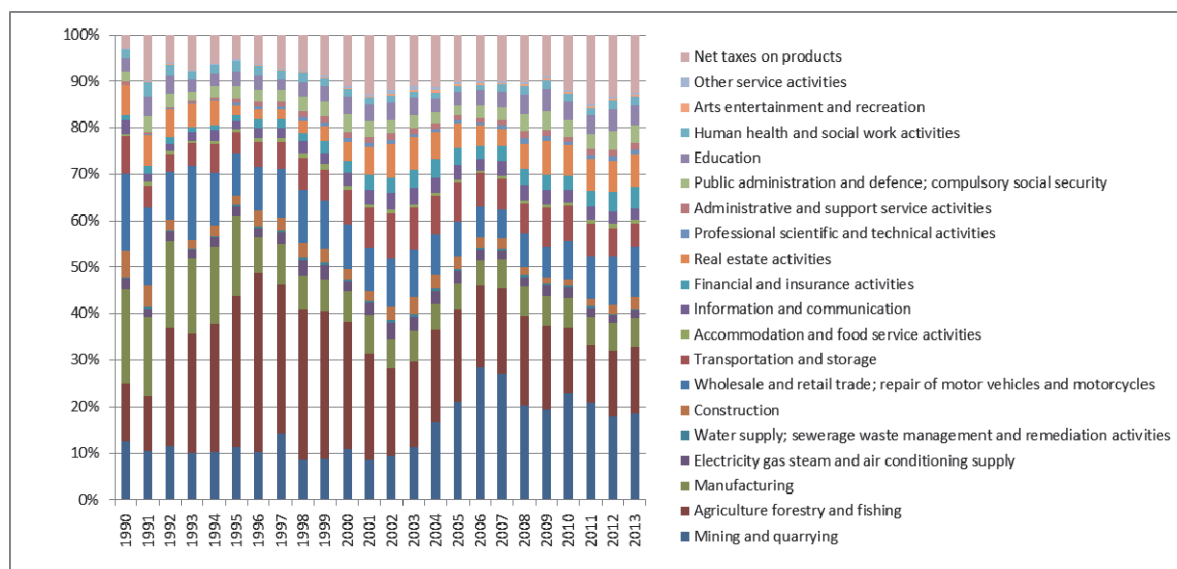 100%
90%
80%
70%
60%
50%
40%
30%
20%
10%
0%
1990 1991 1992 1993 1994 1995 1996 1997 1998 1999 2000 2001 2002 2003 2004 2005 2006 2007 2008 2009 2010 2011 2012 2013
Net taxes on products
Other service activities
Arts entertainment and recreation
Human health and social work activities
Education
Public administration and defence; compulsory social security
Administrative and support service activities
Professional scientific and technical activities
Real estate activities
Financial and insurance activities
Information and communication
Accommodation and food service activities
Transportation and storage
Wholesale and retail trade; repair of motor vehicles and motorcycles
Construction
Water supply; sewerage waste management and remediation activities
Electricity gas steam and air conditioning supply
Manufacturing
Agriculture forestry and fishing
Mining and quarrying